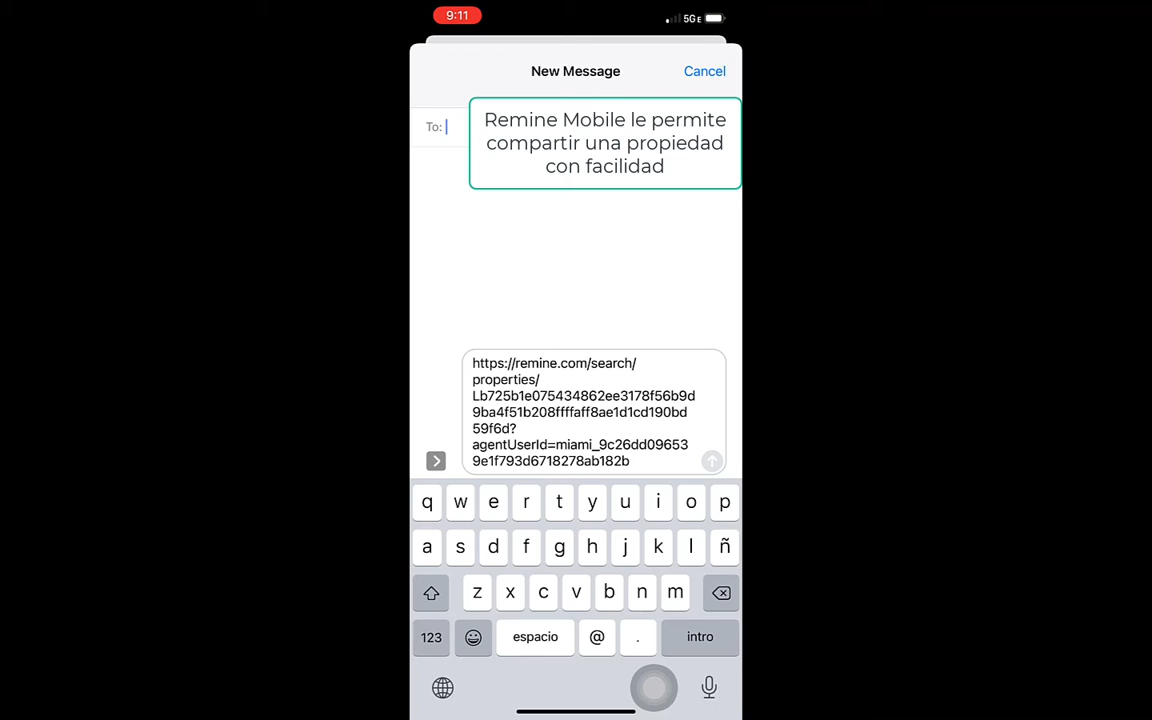 9:11
5GE
New Message
Cancel
To:
Remine Mobile le permite
compartir una propiedad
con facilidad
https://remine.com/search/
properties/
Lb725b1e075434862ee3178f56b9d
9ba4f51b208ffffaff8ae1d1cd190bd
59f6d?
agentUserId=miami_9c26dd09653
9e1f793d6718278ab182b
q w e r t y u i o p
a s d f g h j k l ñ
z x c v b n m
123 espacio @ . intro